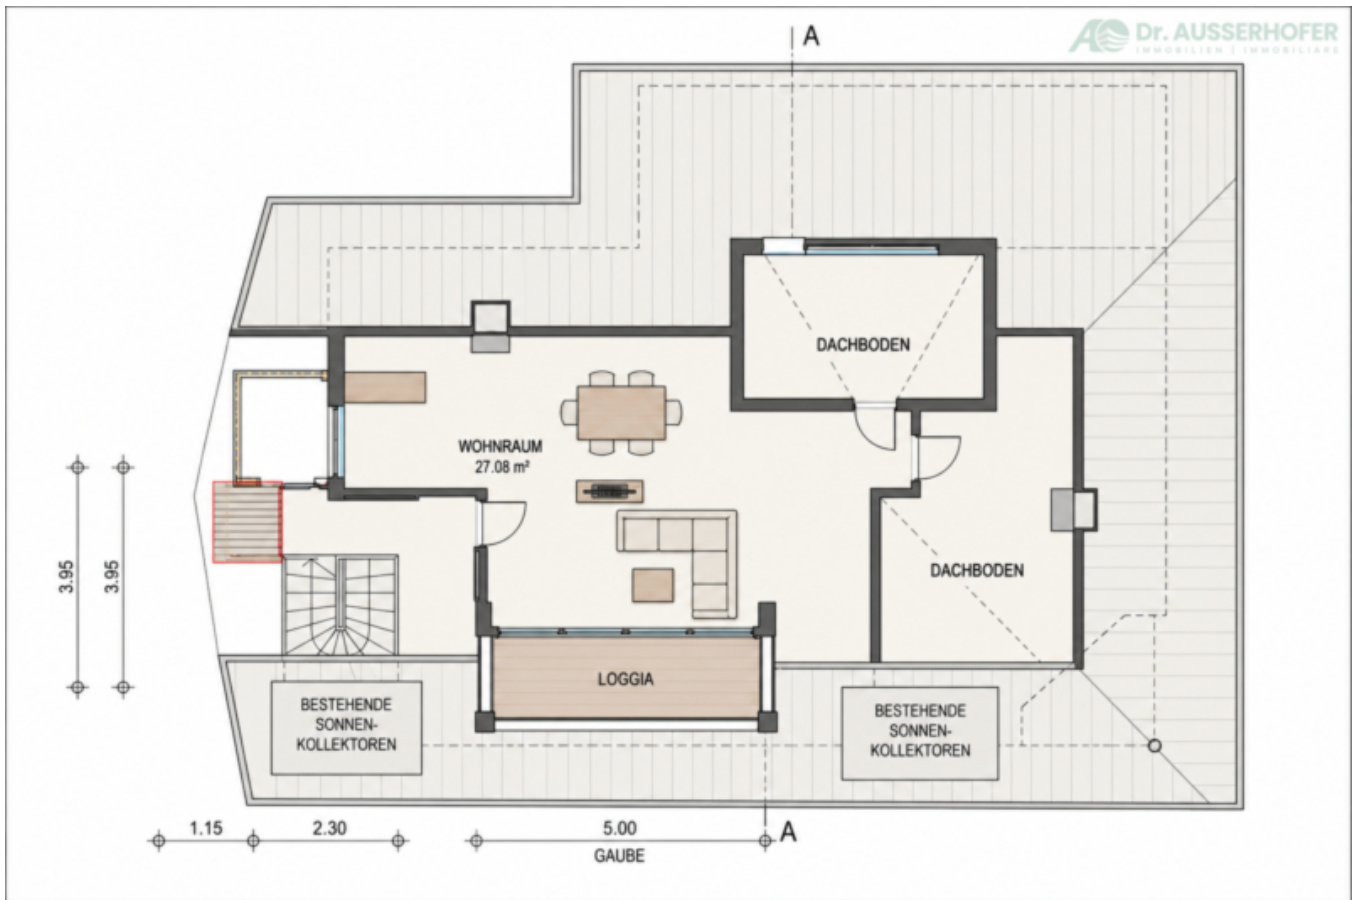 A
Dr. AUSSERHOFER
IMMOBILIEN | IMMOBILIARE
DACHBODEN
WOHNRAUM
27.08 m²
3.95
3.95
DACHBODEN
LOGGIA
BESTEHENDE
SONNEN-
KOLLEKTOREN
BESTEHENDE
SONNEN-
KOLLEKTOREN
1.15
2.30
5.00
GAUBE
A